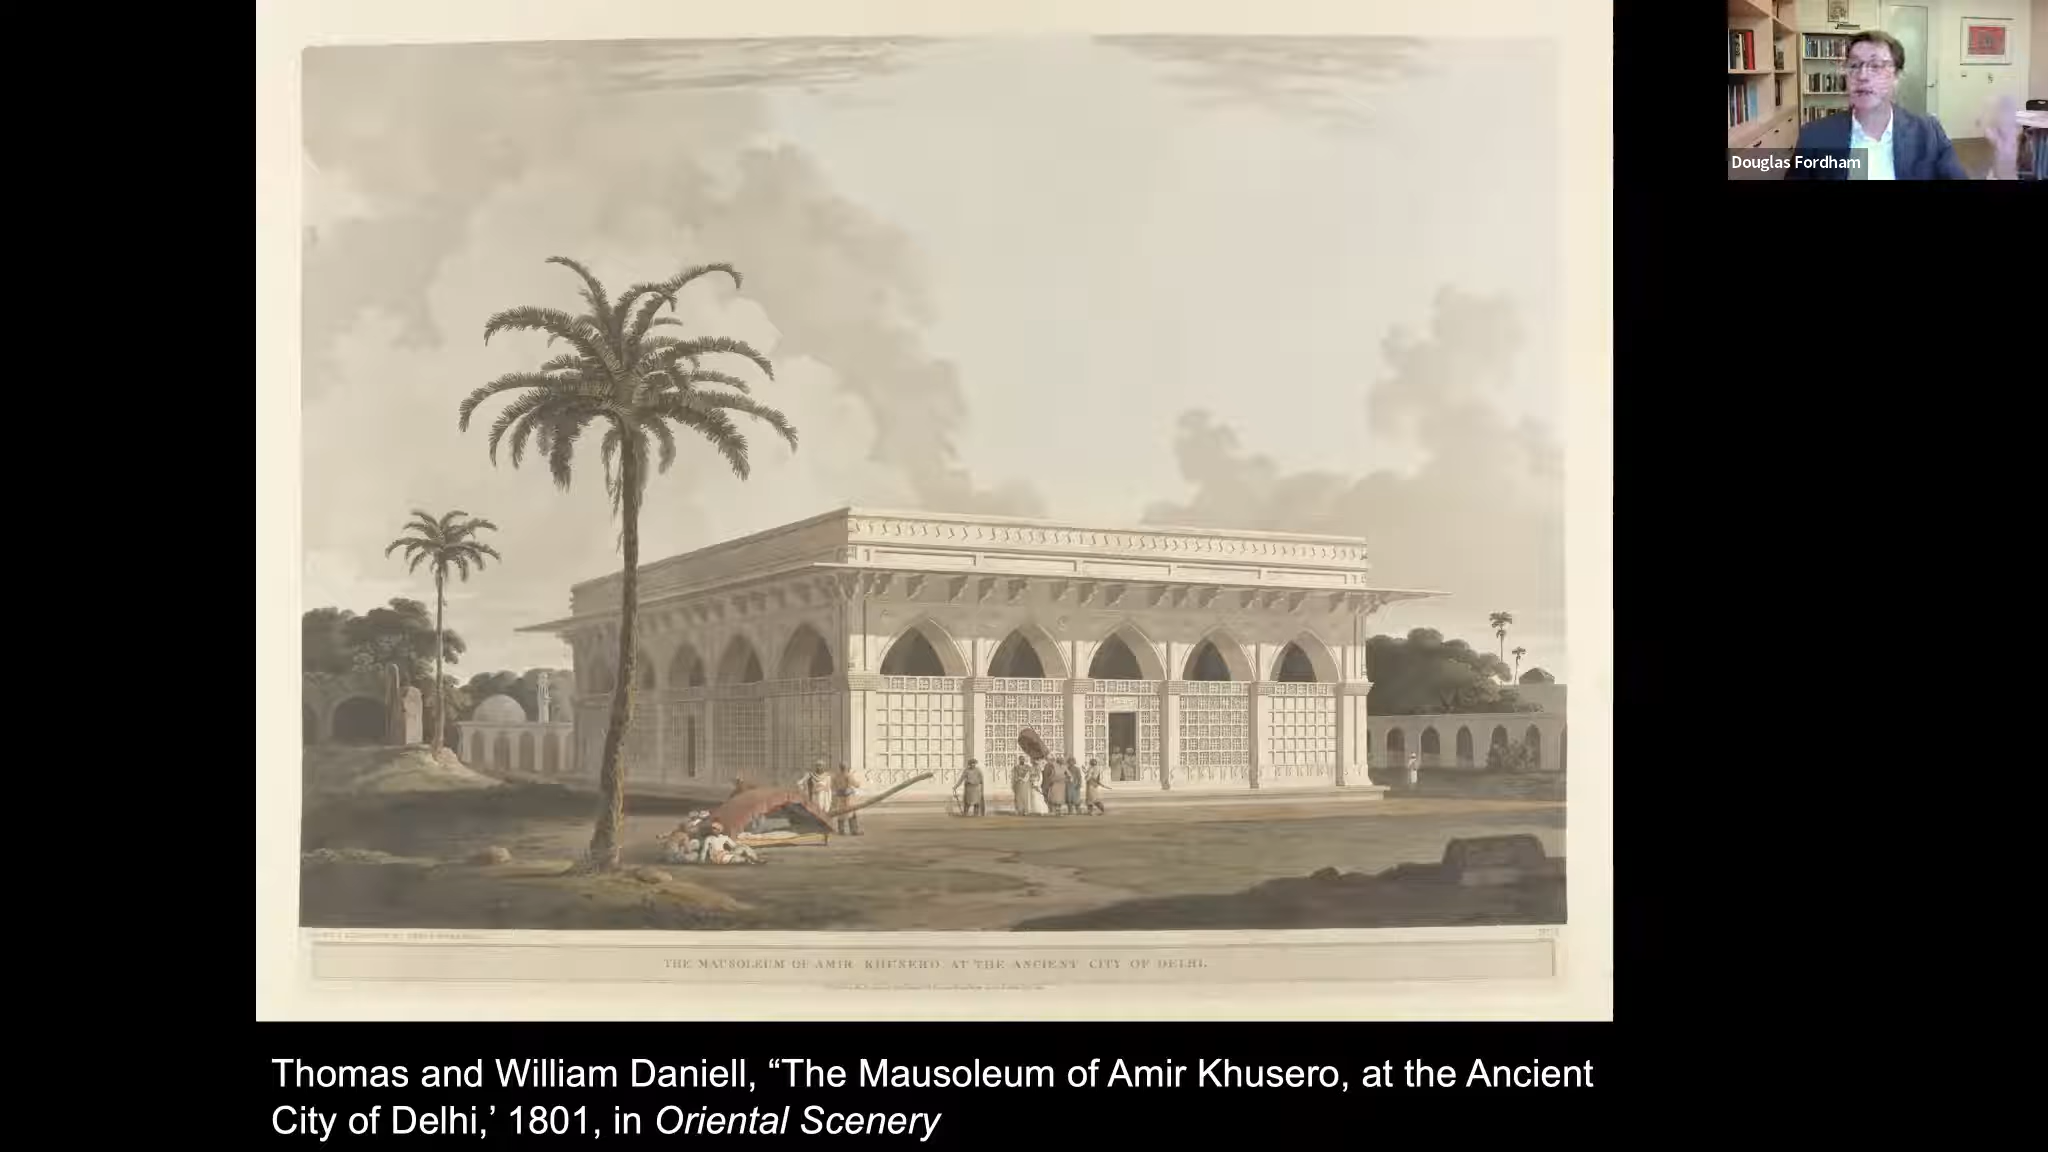 Douglas Fordham
THE MAUSOLEUM OF AMIR KHUSERO, AT THE ANCIENT CITY OF DELHI.
Thomas and William Daniell, “The Mausoleum of Amir Khusero, at the Ancient
City of Delhi,’ 1801, in Oriental Scenery